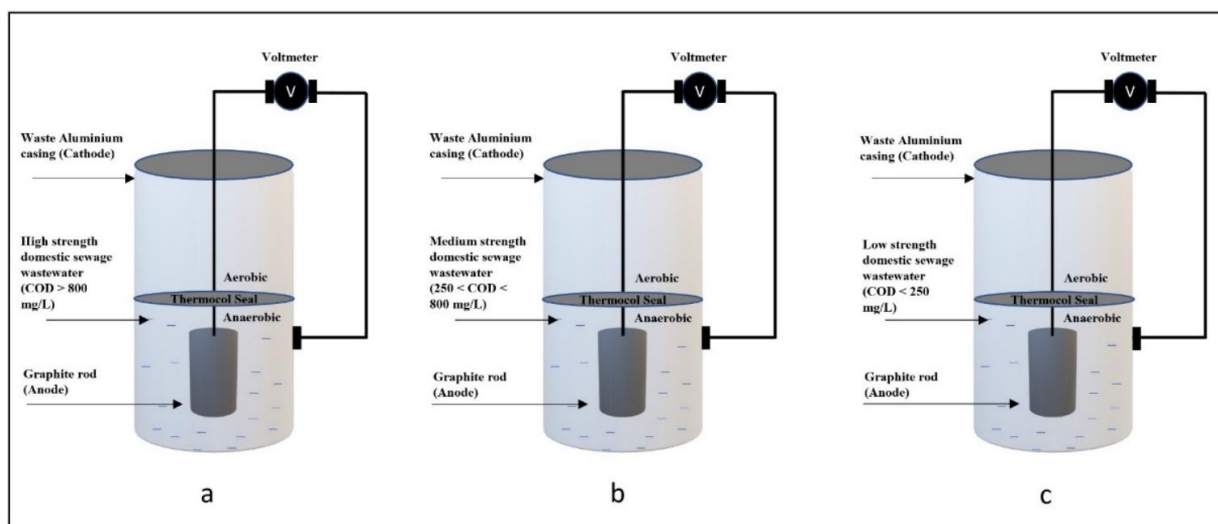 Voltmeter
V
Waste Aluminium
casing (Cathode)
High strength
domestic sewage
wastewater
(COD > 800
mg/L)
Aerobic
Thermocol Seal
Anaerobic
Graphite rod
(Anode)
a
Voltmeter
V
Waste Aluminium
casing (Cathode)
Medium strength
domestic sewage
wastewater
(250 < COD <
800 mg/L)
Aerobic
Thermocol Seal
Anaerobic
Graphite rod
(Anode)
b
Voltmeter
V
Waste Aluminium
casing (Cathode)
Low strength
domestic sewage
wastewater
(COD < 250
mg/L)
Aerobic
Thermocol Seal
Anaerobic
Graphite rod
(Anode)
c